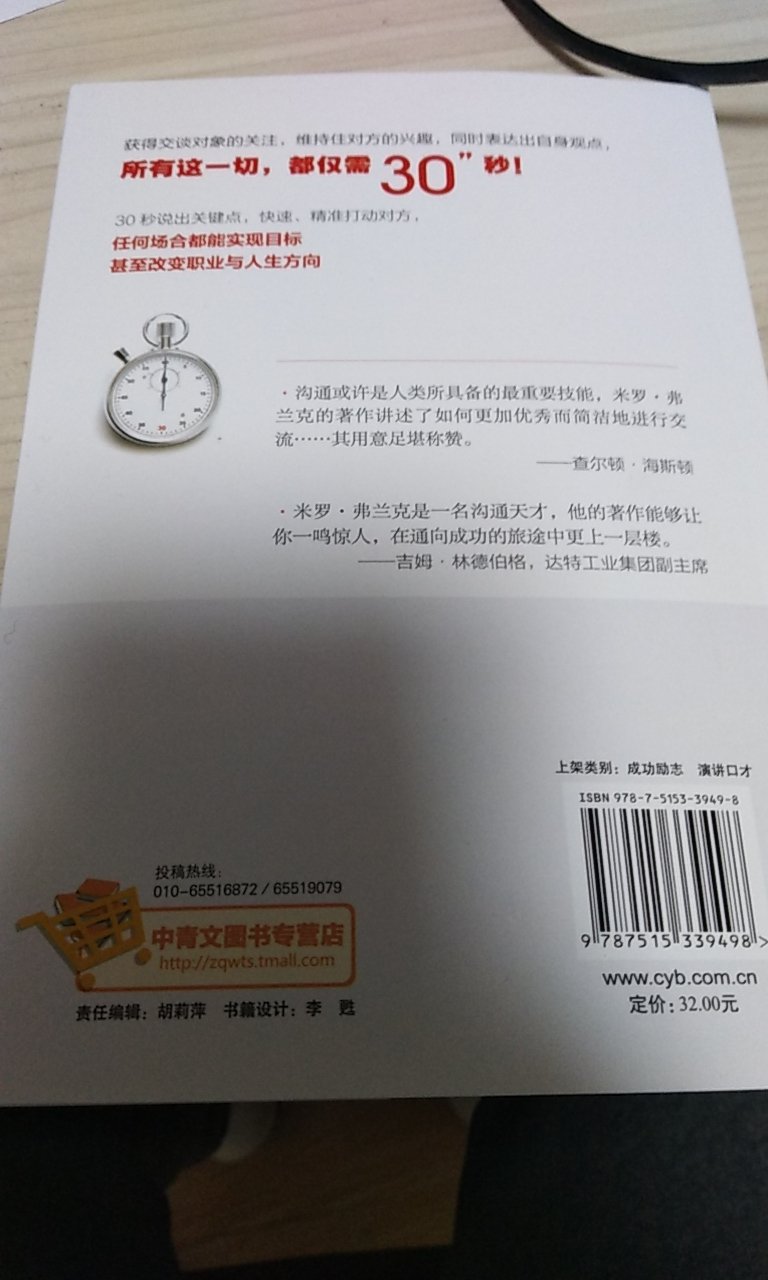 获得交谈对象的关注，维持住对方的兴趣，同时表达出自身观点，
所有这一切，都仅需30”秒！
30秒说出关键点，快速、精准打动对方，
任何场合都能实现目标
甚至改变职业与人生方向
·沟通或许是人类所具备的最重要技能，米罗·弗
兰克的著作讲述了如何更加优秀而简洁地进行交
流……其用意足堪称赞。
——查尔顿·海斯顿
·米罗·弗兰克是一名沟通天才，他的著作能够让
你一鸣惊人，在通向成功的旅途中更上一层楼。
——吉姆·林德伯格，达特工业集团副主席
上架类别：成功励志 演讲口才
ISBN 978-7-5153-3949-8
9 787515 339498 >
www.cyb.com.cn
定价：32.00元
投稿热线：
010-65516872 / 65519079
中青文图书专营店
http://zqwts.tmall.com
责任编辑：胡莉萍 书籍设计：李 甦